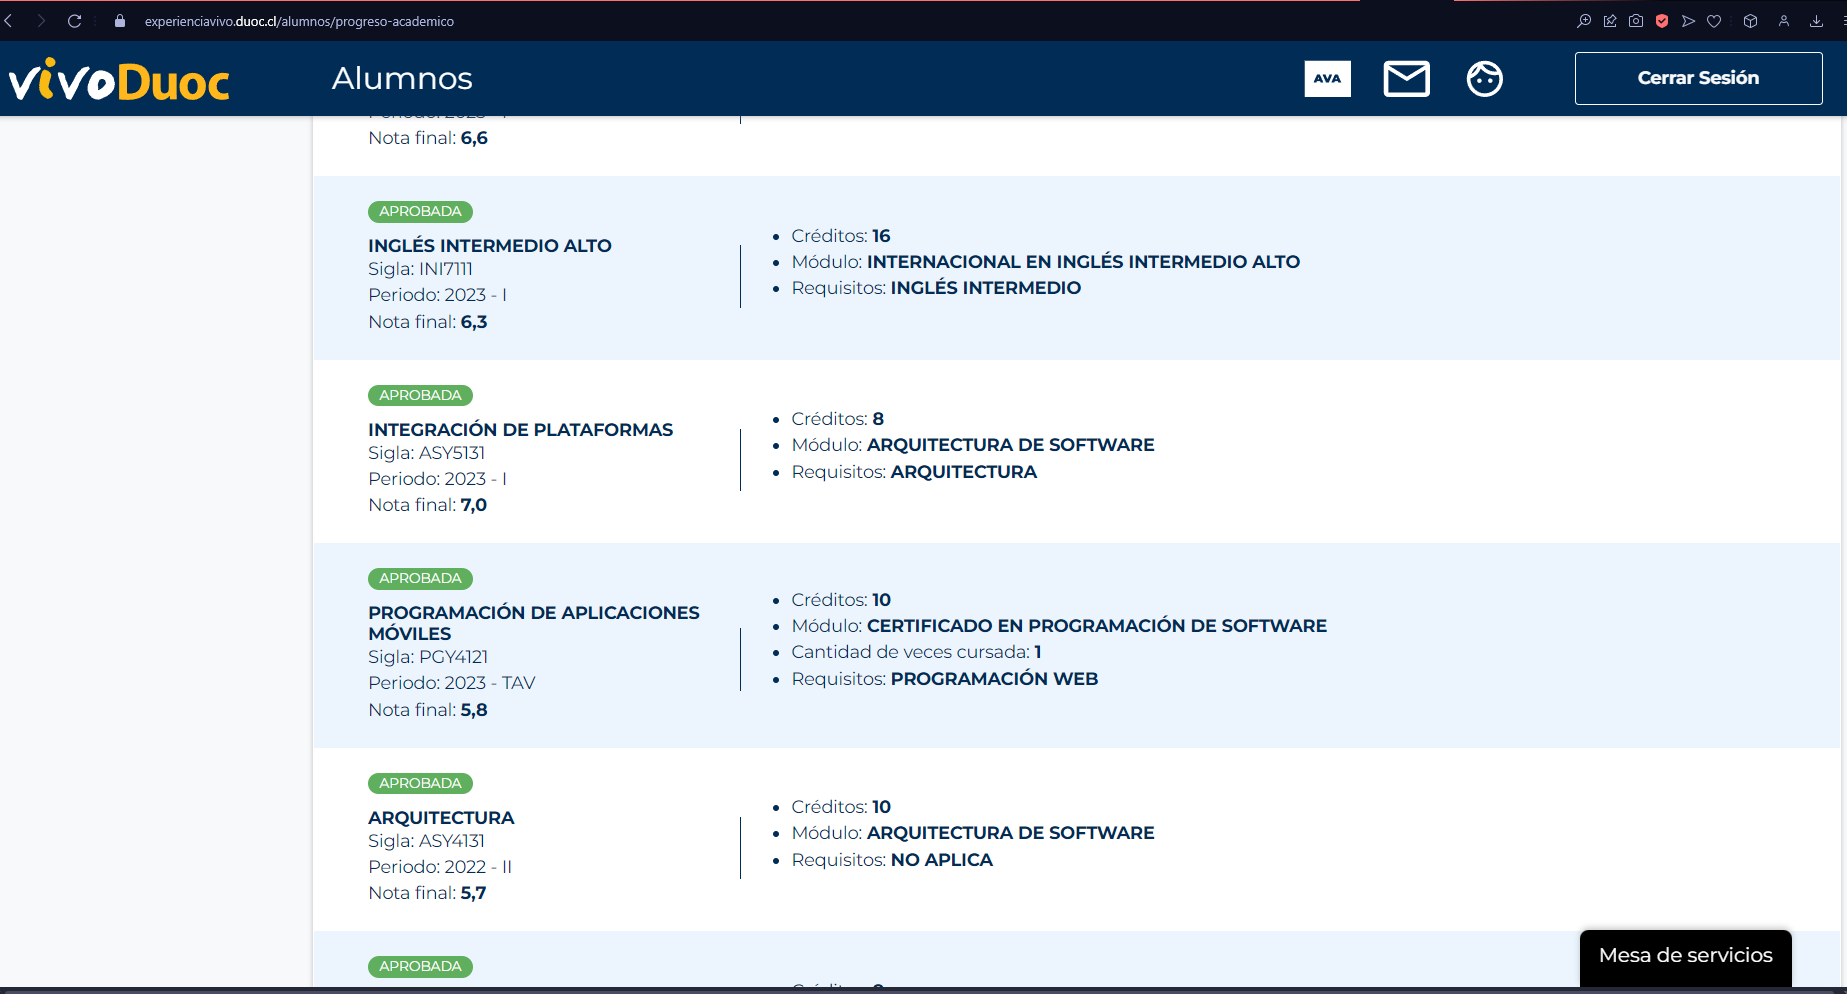 experienciavivo.duoc.cl/alumnos/progreso-academico
vivoDuoc
Alumnos
AVA
Cerrar Sesión
Periodo: 2023 - I
Nota final: 6,6
APROBADA
INGLÉS INTERMEDIO ALTO
Sigla: INI7111
Periodo: 2023 - I
Nota final: 6,3
• Créditos: 16
• Módulo: INTERNACIONAL EN INGLÉS INTERMEDIO ALTO
• Requisitos: INGLÉS INTERMEDIO
APROBADA
INTEGRACIÓN DE PLATAFORMAS
Sigla: ASY5131
Periodo: 2023 - I
Nota final: 7,0
• Créditos: 8
• Módulo: ARQUITECTURA DE SOFTWARE
• Requisitos: ARQUITECTURA
APROBADA
PROGRAMACIÓN DE APLICACIONES
MÓVILES
Sigla: PGY4121
Periodo: 2023 - TAV
Nota final: 5,8
• Créditos: 10
• Módulo: CERTIFICADO EN PROGRAMACIÓN DE SOFTWARE
• Cantidad de veces cursada: 1
• Requisitos: PROGRAMACIÓN WEB
APROBADA
ARQUITECTURA
Sigla: ASY4131
Periodo: 2022 - II
Nota final: 5,7
• Créditos: 10
• Módulo: ARQUITECTURA DE SOFTWARE
• Requisitos: NO APLICA
APROBADA
Mesa de servicios